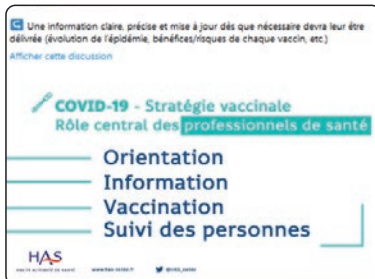 Une information claire, précise et mise à jour dès que nécessaire devra leur être
délivrée (évolution de l'épidémie, bénéfices/risques de chaque vaccin, etc.)
Afficher cette discussion
COVID-19 - Stratégie vaccinale
Rôle central des professionnels de santé
Orientation
Information
Vaccination
Suivi des personnes
HAS
HAUTE AUTORITÉ DE SANTÉ
www.has-sante.fr
@HAS_sante